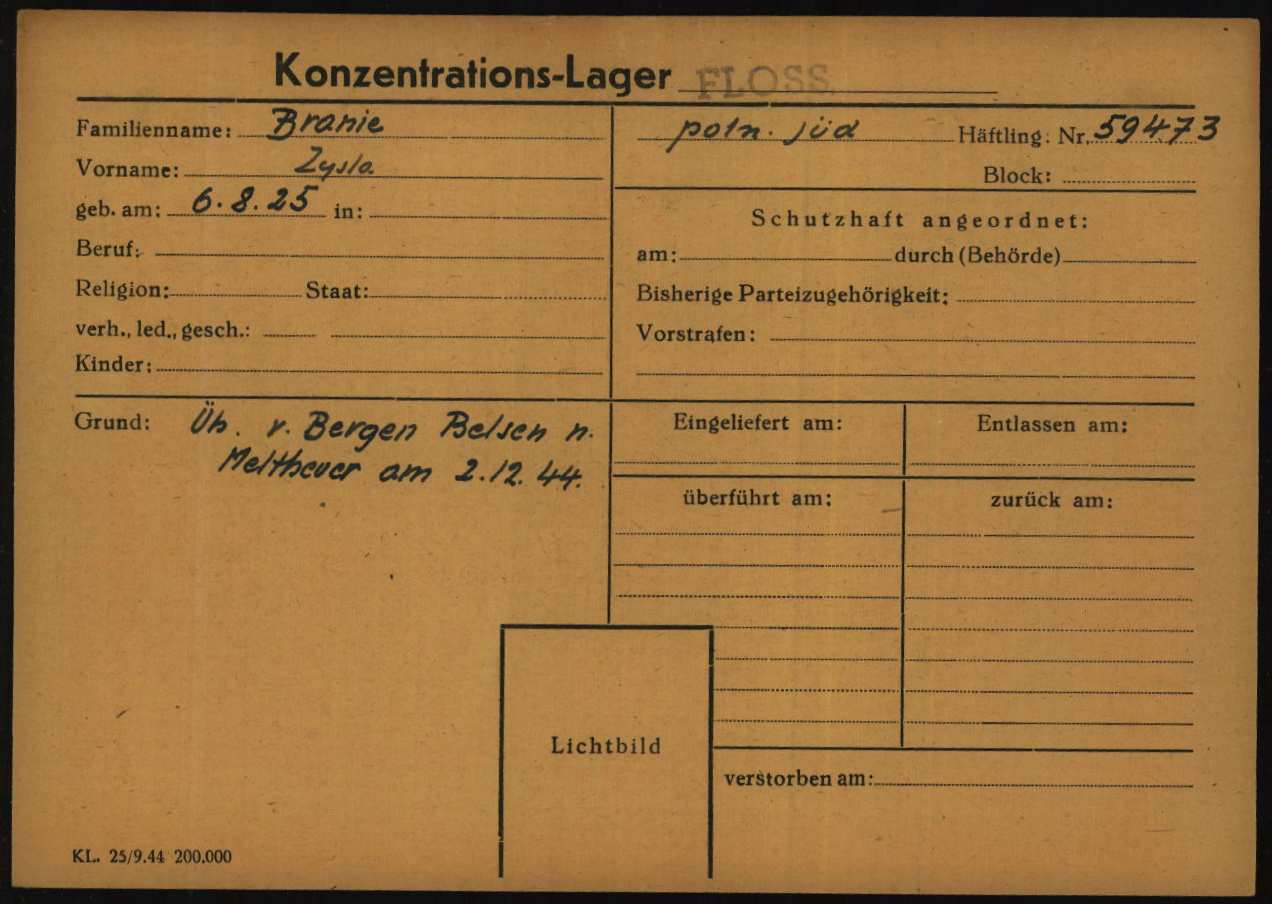 Konzentrations-Lager FLOSS
Familienname: Branie
Vorname: Zysla
geb. am: 6.8.25 in:
Beruf:
Religion: Staat:
verh., led., gesch.:
Kinder:
poln. Jüd Häftling: Nr. 59473
Block:
Schutzhaft angeordnet:
am: durch (Behörde)
Bisherige Parteizugehörigkeit:
Vorstrafen:
Grund: Üb. v. Bergen Belsen n.
Meltheuer am 2.12.44.
Eingeliefert am: Entlassen am:
überführt am: zurück am:
Lichtbild
verstorben am:
KL. 25/9.44 200.000